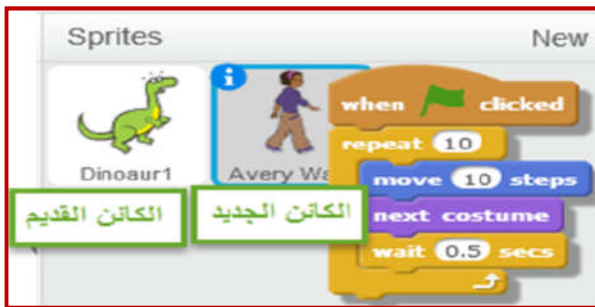 Sprites New
when clicked
repeat 10
move 10 steps
next costume
wait 0.5 secs
Dinoaur1 Avery Wa
الكائن القديم
الكائن الجديد